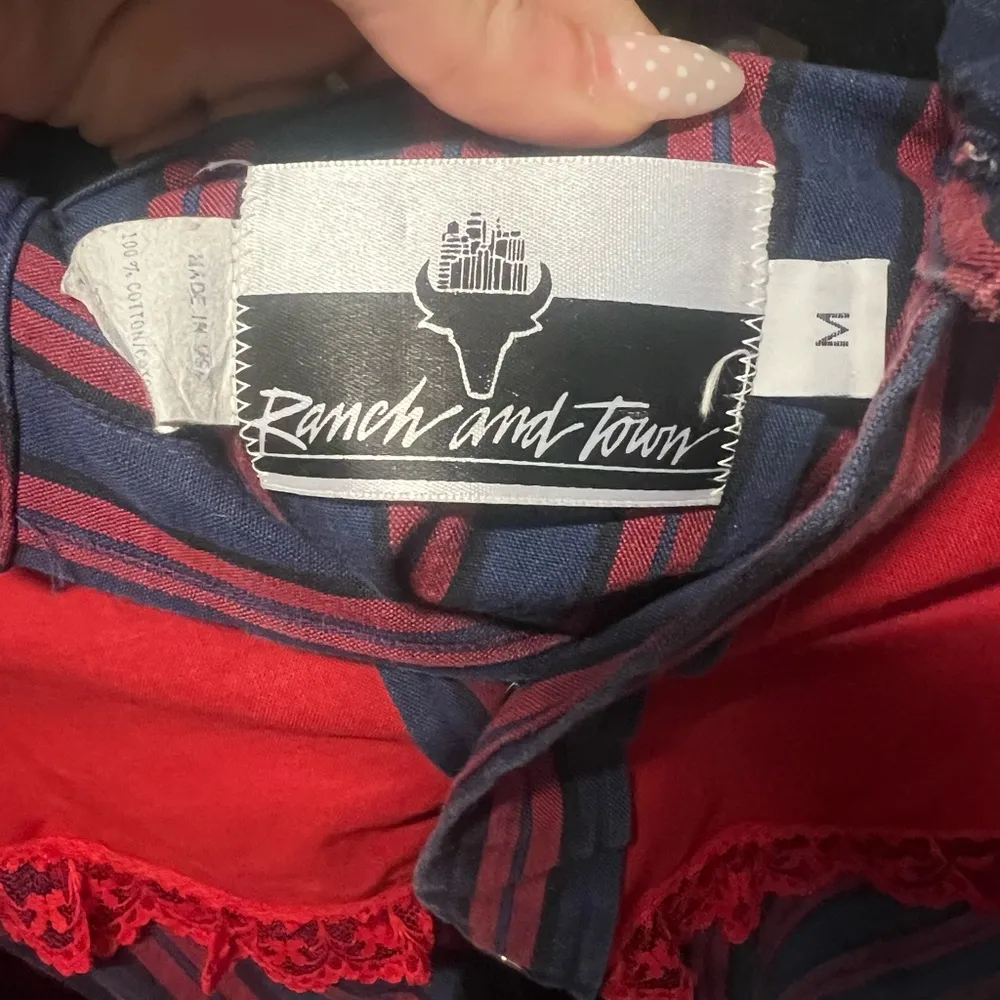 MADE IN USA
100% COTTON
Ranch and Town
M